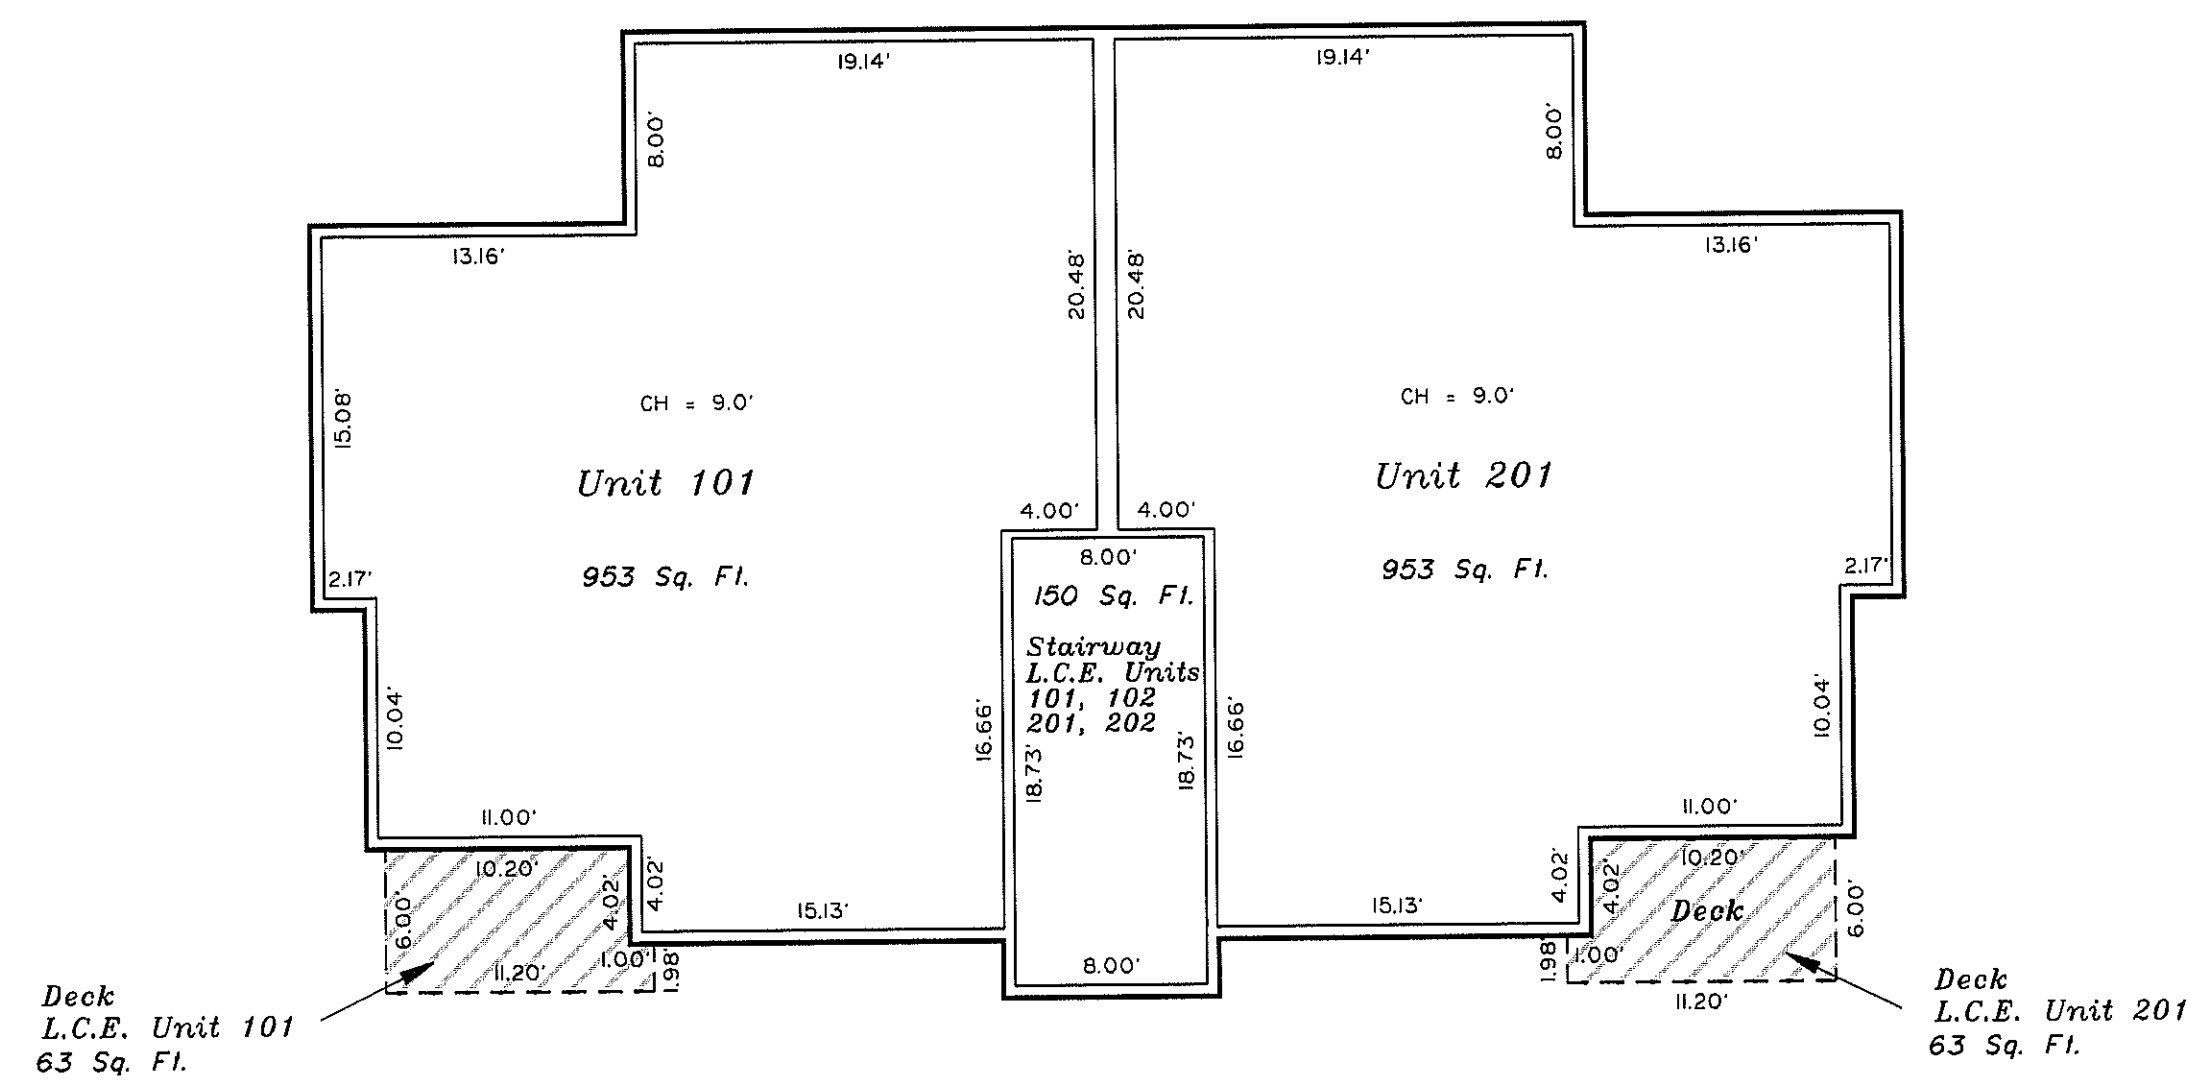 19.14' 19.14'
8.00' 8.00'
13.16' 13.16'
20.48' 20.48'
15.08'
CH = 9.0' CH = 9.0'
Unit 101 Unit 201
4.00' 4.00'
953 Sq. Ft. 953 Sq. Ft.
2.17' 2.17'
8.00'
150 Sq. Ft.
Stairway
L.C.E. Units
101, 102
201, 202
10.04' 10.04'
16.66' 16.66'
18.73' 18.73'
11.00' 11.00'
10.20' 10.20'
4.02' 4.02' 4.02' 4.02'
6.00' 6.00'
15.13' 15.13'
Deck
1.00' 1.00'
1.98' 1.98'
11.20' 11.20'
8.00'
Deck
L.C.E. Unit 101
63 Sq. Ft.
Deck
L.C.E. Unit 201
63 Sq. Ft.